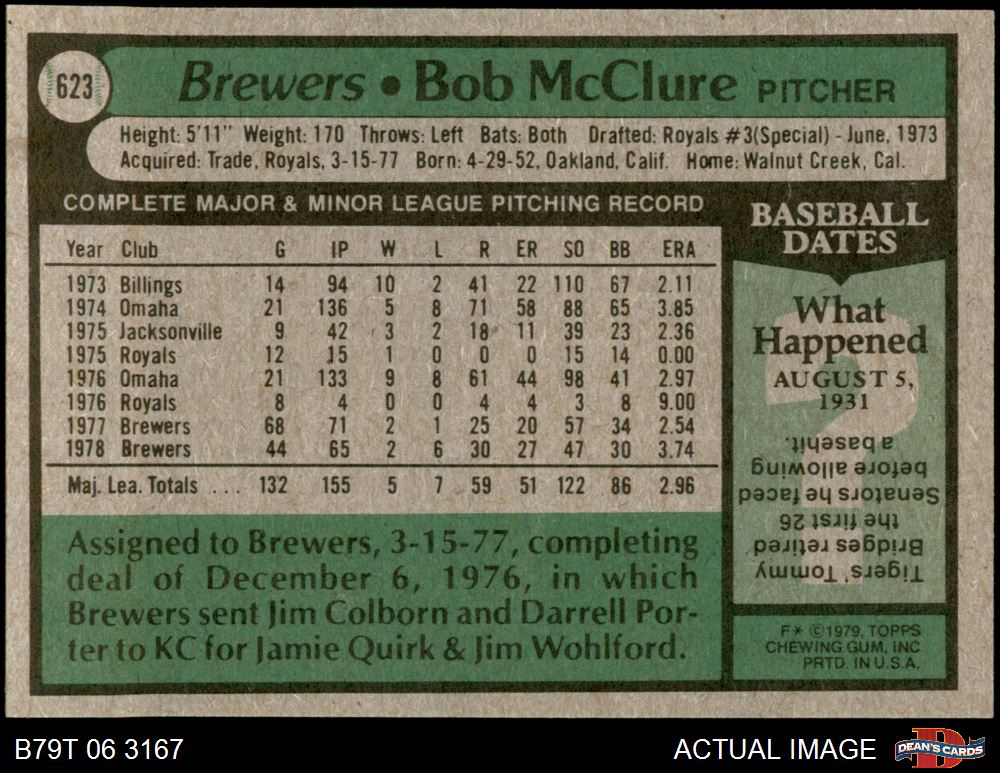 623
Brewers • Bob McClure PITCHER
Height: 5'11" Weight: 170 Throws: Left Bats: Both Drafted: Royals #3(Special) - June, 1973
Acquired: Trade, Royals, 3-15-77 Born: 4-29-52, Oakland, Calif. Home: Walnut Creek, Cal.
COMPLETE MAJOR & MINOR LEAGUE PITCHING RECORD
Year Club G IP W L R ER SO BB ERA
1973 Billings 14 94 10 2 41 22 110 67 2.11
1974 Omaha 21 136 5 8 71 58 88 65 3.85
1975 Jacksonville 9 42 3 2 18 11 39 23 2.36
1975 Royals 12 15 1 0 0 0 15 14 0.00
1976 Omaha 21 133 9 8 61 44 98 41 2.97
1976 Royals 8 4 0 0 4 4 3 8 9.00
1977 Brewers 68 71 2 1 25 20 57 34 2.54
1978 Brewers 44 65 2 6 30 27 47 30 3.74
Maj. Lea. Totals ... 132 155 5 7 59 51 122 86 2.96
Assigned to Brewers, 3-15-77, completing
deal of December 6, 1976, in which
Brewers sent Jim Colborn and Darrell Por-
ter to KC for Jamie Quirk & Jim Wohlford.
BASEBALL
DATES
What
Happened
AUGUST 5,
1931
Tigers' Tommy
Bridges retired
the first 26
Senators he faced
before allowing
a basehit.
F* ©1979, TOPPS
CHEWING GUM, INC
PRTD. IN U.S.A.
B79T 06 3167
ACTUAL IMAGE
D
DEAN'S CARDS